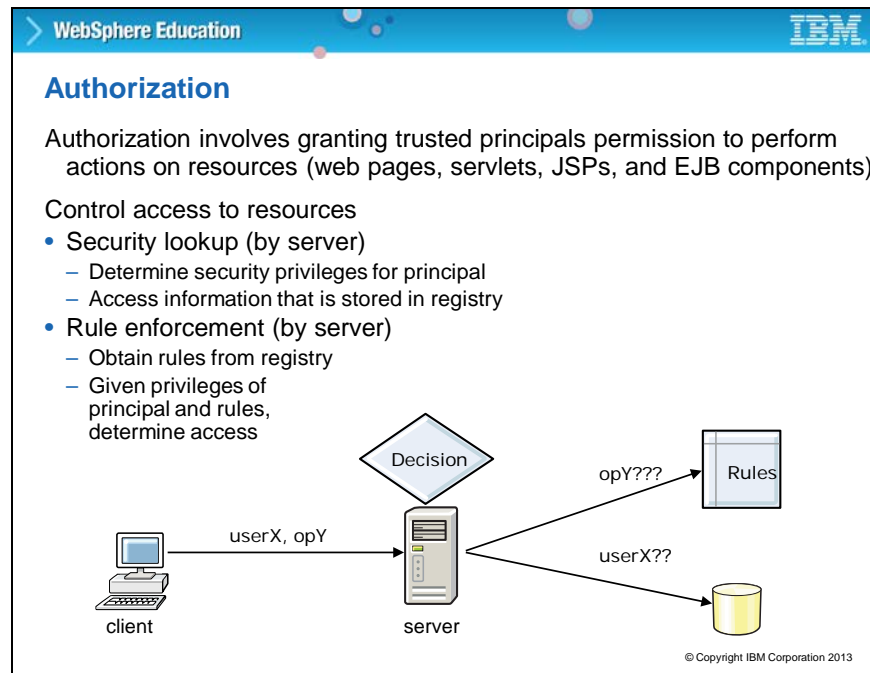 WebSphere Education
IBM
Authorization
Authorization involves granting trusted principals permission to perform
actions on resources (web pages, servlets, JSPs, and EJB components)
Control access to resources
• Security lookup (by server)
– Determine security privileges for principal
– Access information that is stored in registry
• Rule enforcement (by server)
– Obtain rules from registry
– Given privileges of
principal and rules,
determine access
Decision
opY???
Rules
userX, opY
userX??
client
server
© Copyright IBM Corporation 2013